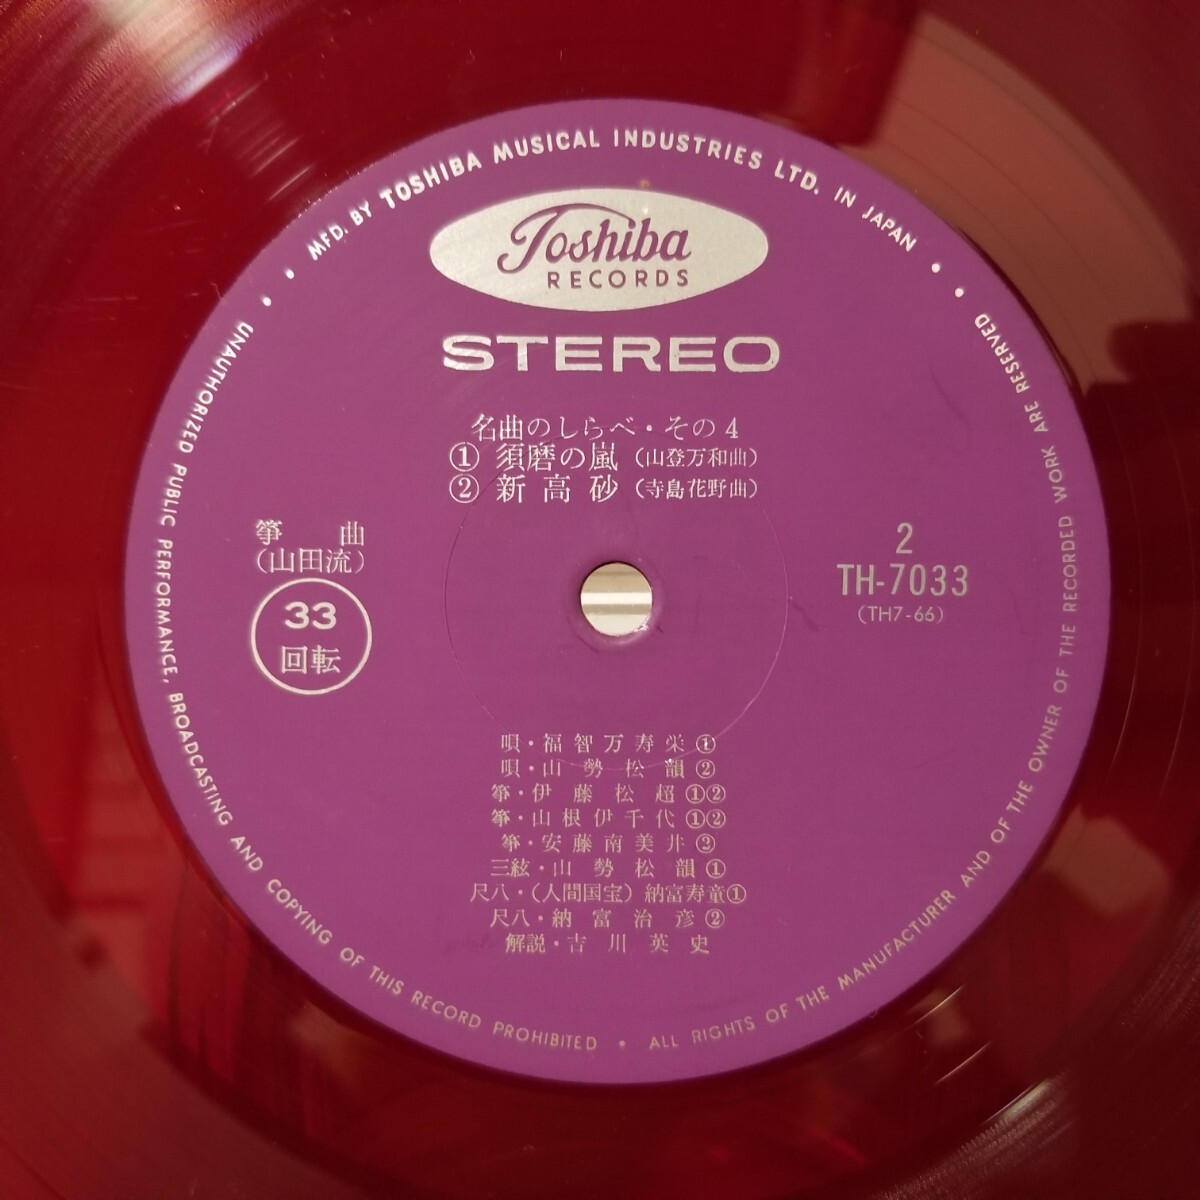 MFD. BY TOSHIBA MUSICAL INDUSTRIES LTD. IN JAPAN
Toshiba
RECORDS
STEREO
名曲のしらべ・その4
① 須磨の嵐 (山登万和曲)
② 新高砂 (寺島花野曲)
箏曲
(山田流)
33
回転
2
TH-7033
(TH7-66)
唄・福智万寿栄①
唄・山勢松韻②
箏・伊藤松超①②
箏・山根伊千代①②
箏・安藤南美井②
三絃・山勢松韻①
尺八・(人間国宝) 納富寿童①
尺八・納富治彦②
解説・吉川英史
UNAUTHORIZED PUBLIC PERFORMANCE, BROADCASTING AND COPYING OF THIS RECORD PROHIBITED • ALL RIGHTS OF THE MANUFACTURER AND OF THE OWNER OF THE RECORDED WORK ARE RESERVED